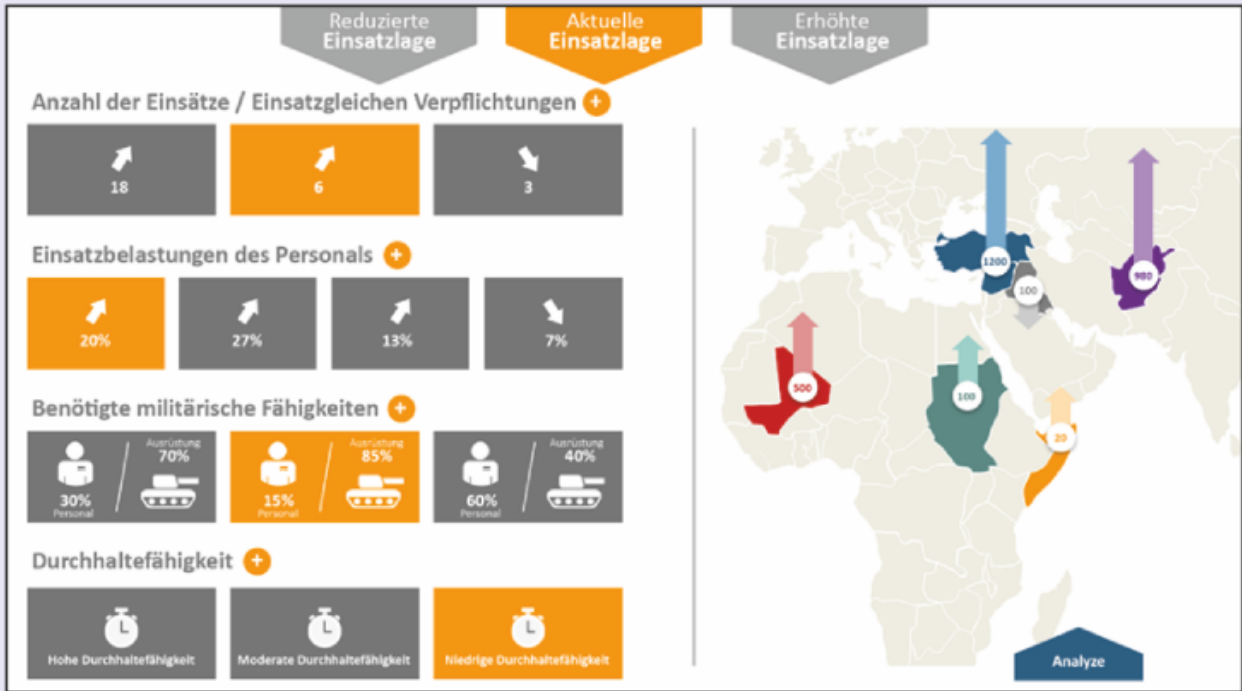 Reduzierte
Einsatzlage
Aktuelle
Einsatzlage
Erhöhte
Einsatzlage
Anzahl der Einsätze / Einsatzgleichen Verpflichtungen +
18
6
3
Einsatzbelastungen des Personals +
20%
27%
13%
7%
Benötigte militärische Fähigkeiten +
Ausrüstung
70%
30%
Personal
Ausrüstung
85%
15%
Personal
Ausrüstung
40%
60%
Personal
Durchhaltefähigkeit +
Hohe Durchhaltefähigkeit
Moderate Durchhaltefähigkeit
Niedrige Durchhaltefähigkeit
1200
100
980
500
100
20
Analyze